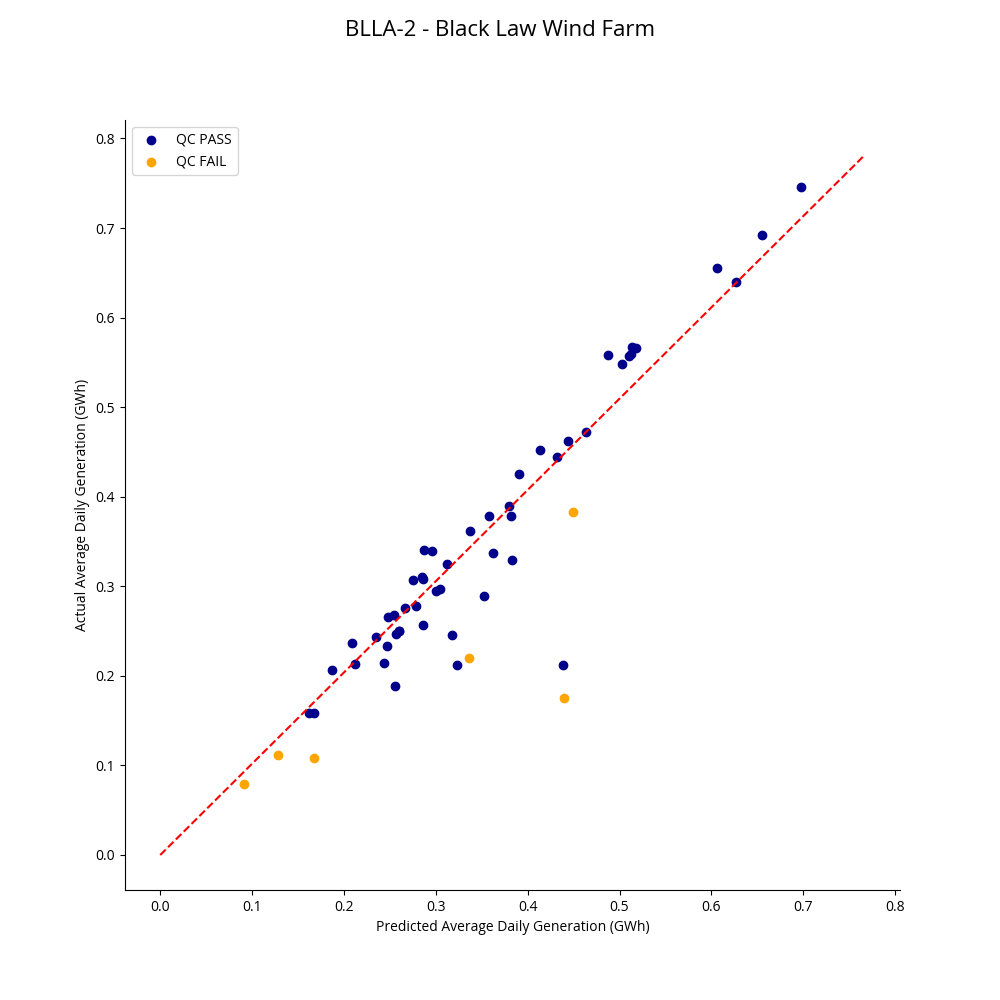 BLLA-2 - Black Law Wind Farm
QC PASS
QC FAIL
0.8
0.7
0.6
0.5
0.4
0.3
0.2
0.1
0.0
Actual Average Daily Generation (GWh)
0.0 0.1 0.2 0.3 0.4 0.5 0.6 0.7 0.8
Predicted Average Daily Generation (GWh)